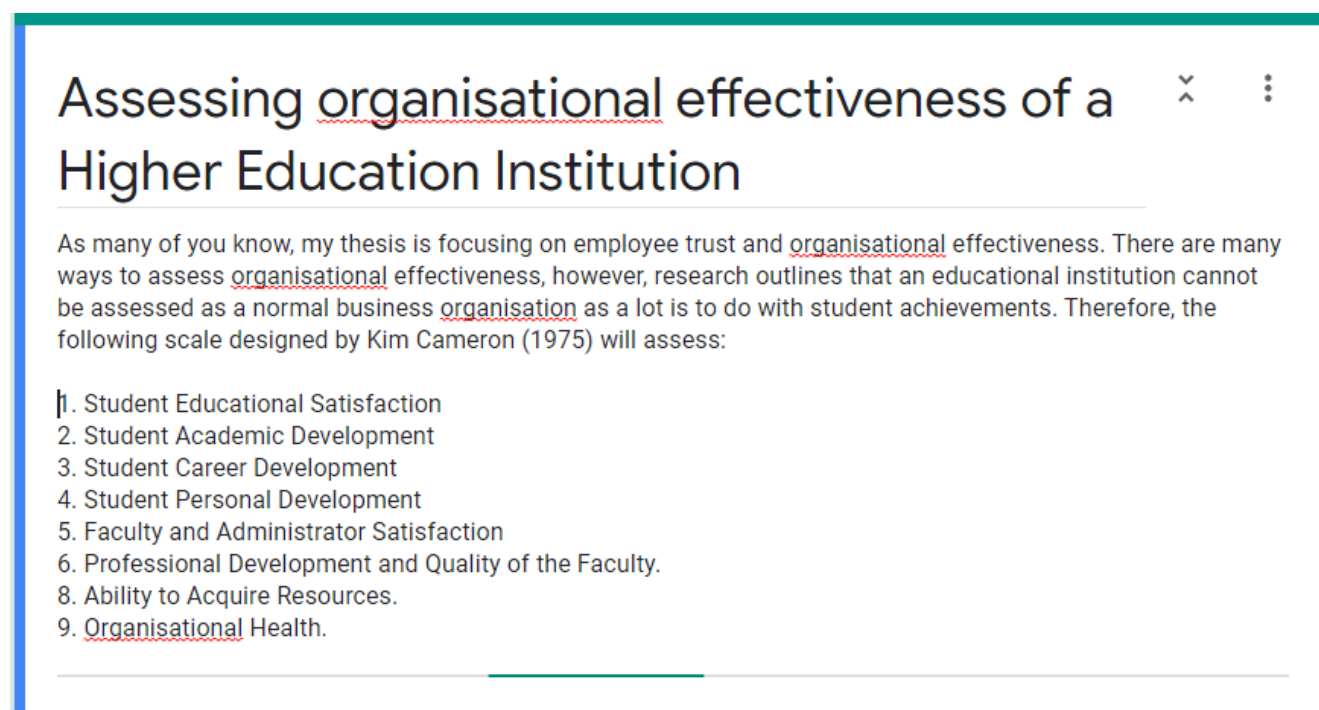 Assessing organisational effectiveness of a
Higher Education Institution
As many of you know, my thesis is focusing on employee trust and organisational effectiveness. There are many
ways to assess organisational effectiveness, however, research outlines that an educational institution cannot
be assessed as a normal business organisation as a lot is to do with student achievements. Therefore, the
following scale designed by Kim Cameron (1975) will assess:
1. Student Educational Satisfaction
2. Student Academic Development
3. Student Career Development
4. Student Personal Development
5. Faculty and Administrator Satisfaction
6. Professional Development and Quality of the Faculty.
8. Ability to Acquire Resources.
9. Organisational Health.